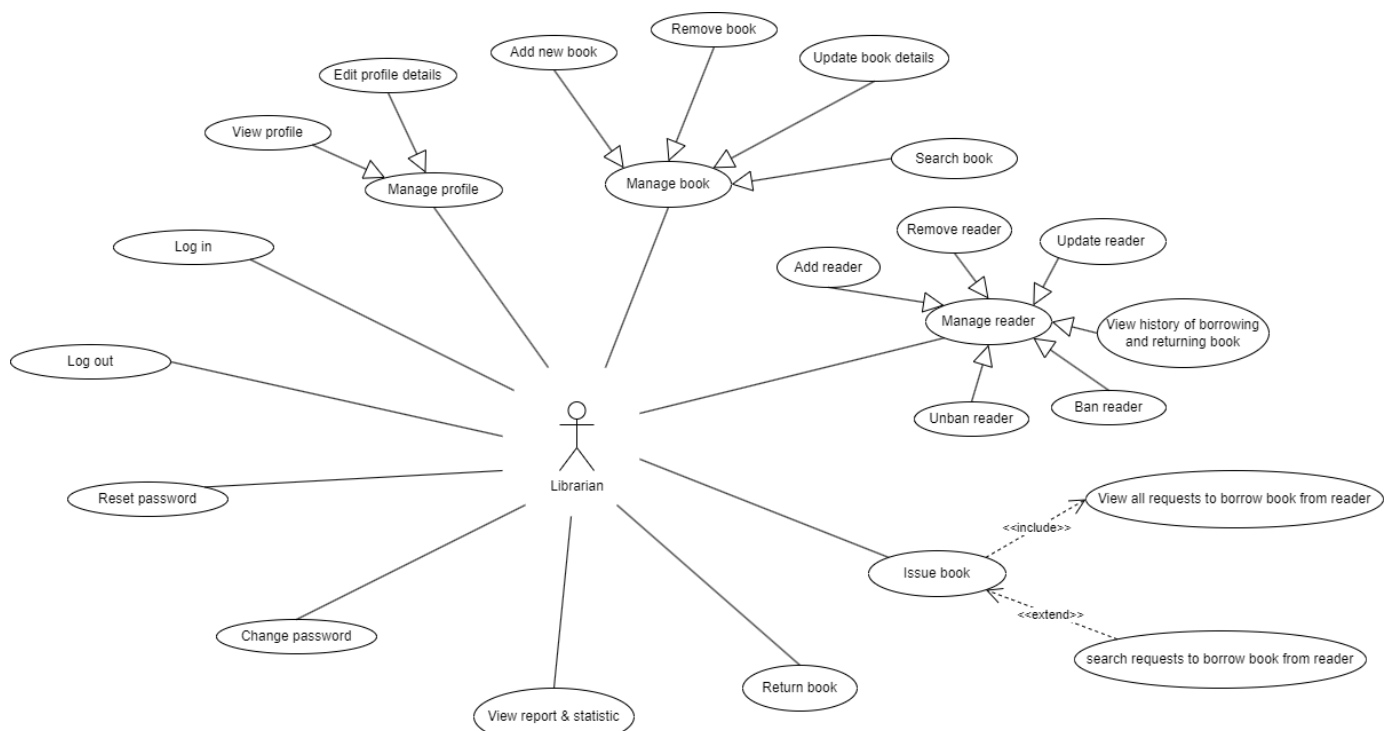 Remove book
Add new book
Update book details
Edit profile details
View profile
Search book
Manage profile
Manage book
Remove reader
Update reader
Log in
Add reader
Manage reader
View history of borrowing
and returning book
Log out
Unban reader
Ban reader
Librarian
Reset password
View all requests to borrow book from reader
<<include>>
Issue book
<<extend>>
Change password
search requests to borrow book from reader
Return book
View report & statistic